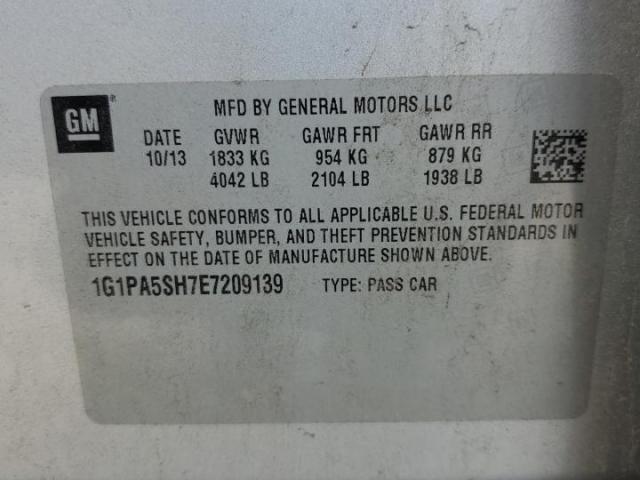 GM
MFD BY GENERAL MOTORS LLC
DATE GVWR GAWR FRT GAWR RR
10/13 1833 KG 954 KG 879 KG
4042 LB 2104 LB 1938 LB
THIS VEHICLE CONFORMS TO ALL APPLICABLE U.S. FEDERAL MOTOR
VEHICLE SAFETY, BUMPER, AND THEFT PREVENTION STANDARDS IN
EFFECT ON THE DATE OF MANUFACTURE SHOWN ABOVE.
1G1PA5SH7E7209139 TYPE: PASS CAR